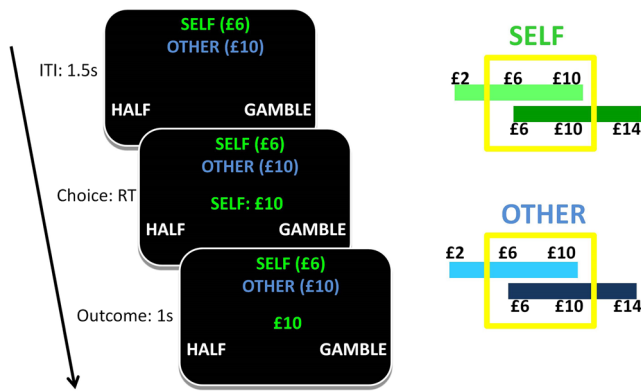 SELF (£6)
OTHER (£10)
ITI: 1.5s
HALF GAMBLE
SELF (£6)
OTHER (£10)
Choice: RT
SELF: £10
HALF GAMBLE
SELF (£6)
OTHER (£10)
Outcome: 1s
£10
HALF GAMBLE
SELF
£2 £6 £10
£6 £10 £14
OTHER
£2 £6 £10
£6 £10 £14